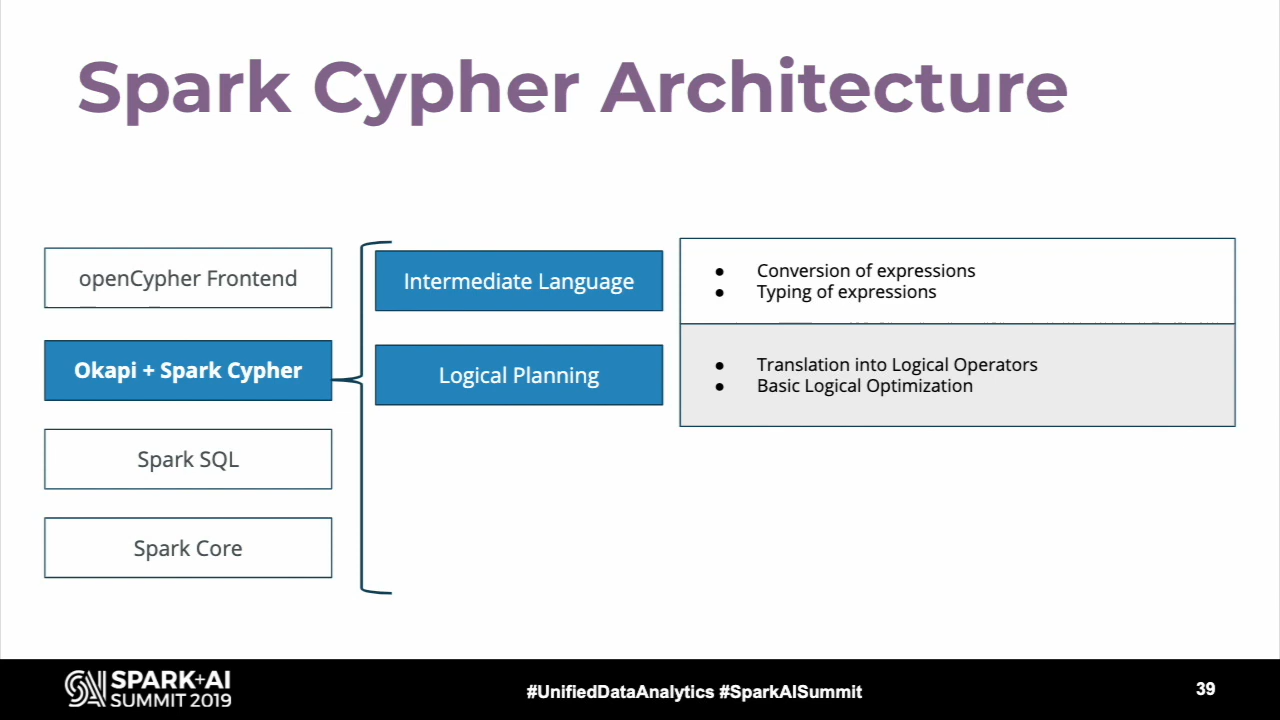 Spark Cypher Architecture
openCypher Frontend
Okapi + Spark Cypher
Spark SQL
Spark Core
Intermediate Language
Logical Planning
● Conversion of expressions
● Typing of expressions
● Translation into Logical Operators
● Basic Logical Optimization
SPARK+AI
SUMMIT 2019
#UnifiedDataAnalytics #SparkAISummit
39